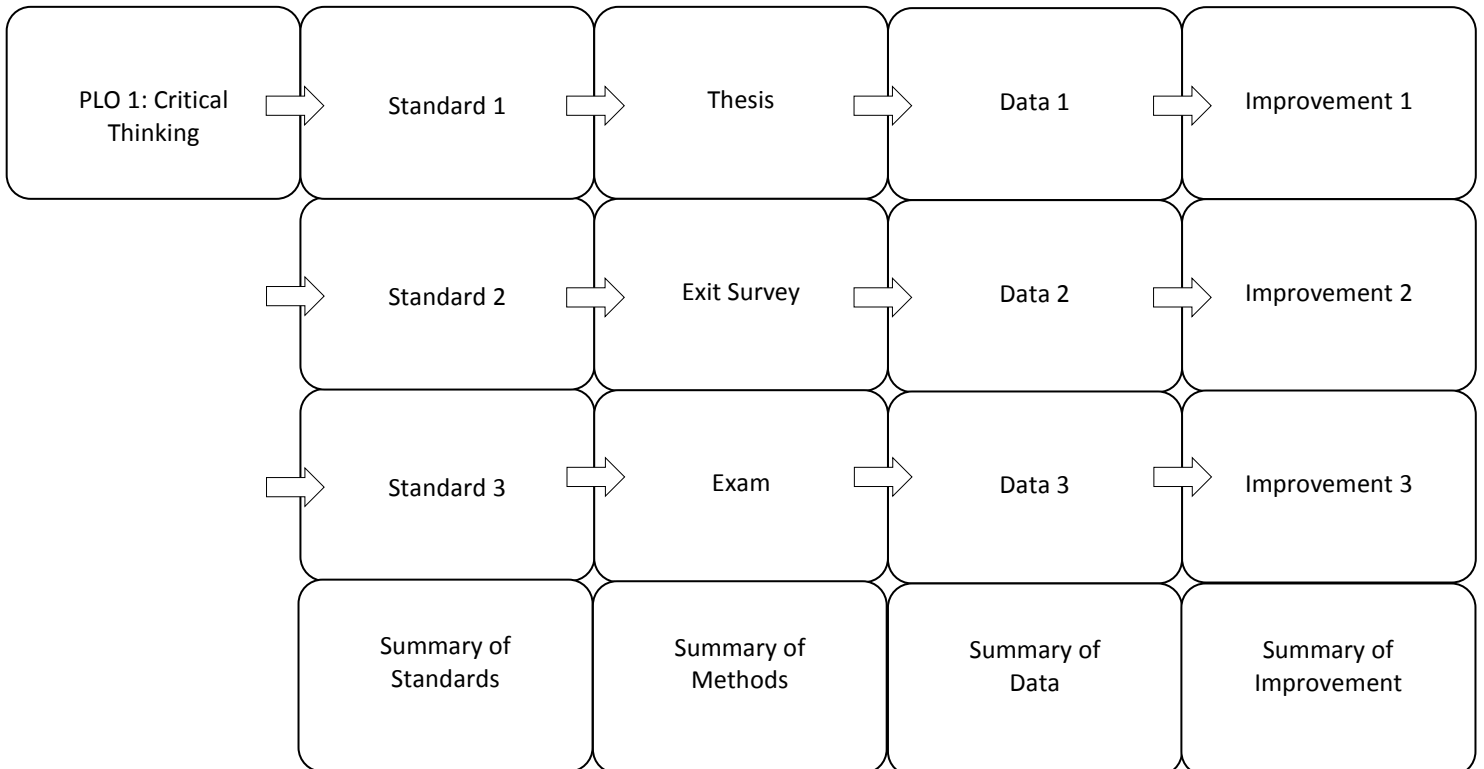 PLO 1: Critical
Thinking
Standard 1
Thesis
Data 1
Improvement 1
Standard 2
Exit Survey
Data 2
Improvement 2
Standard 3
Exam
Data 3
Improvement 3
Summary of
Standards
Summary of
Methods
Summary of
Data
Summary of
Improvement